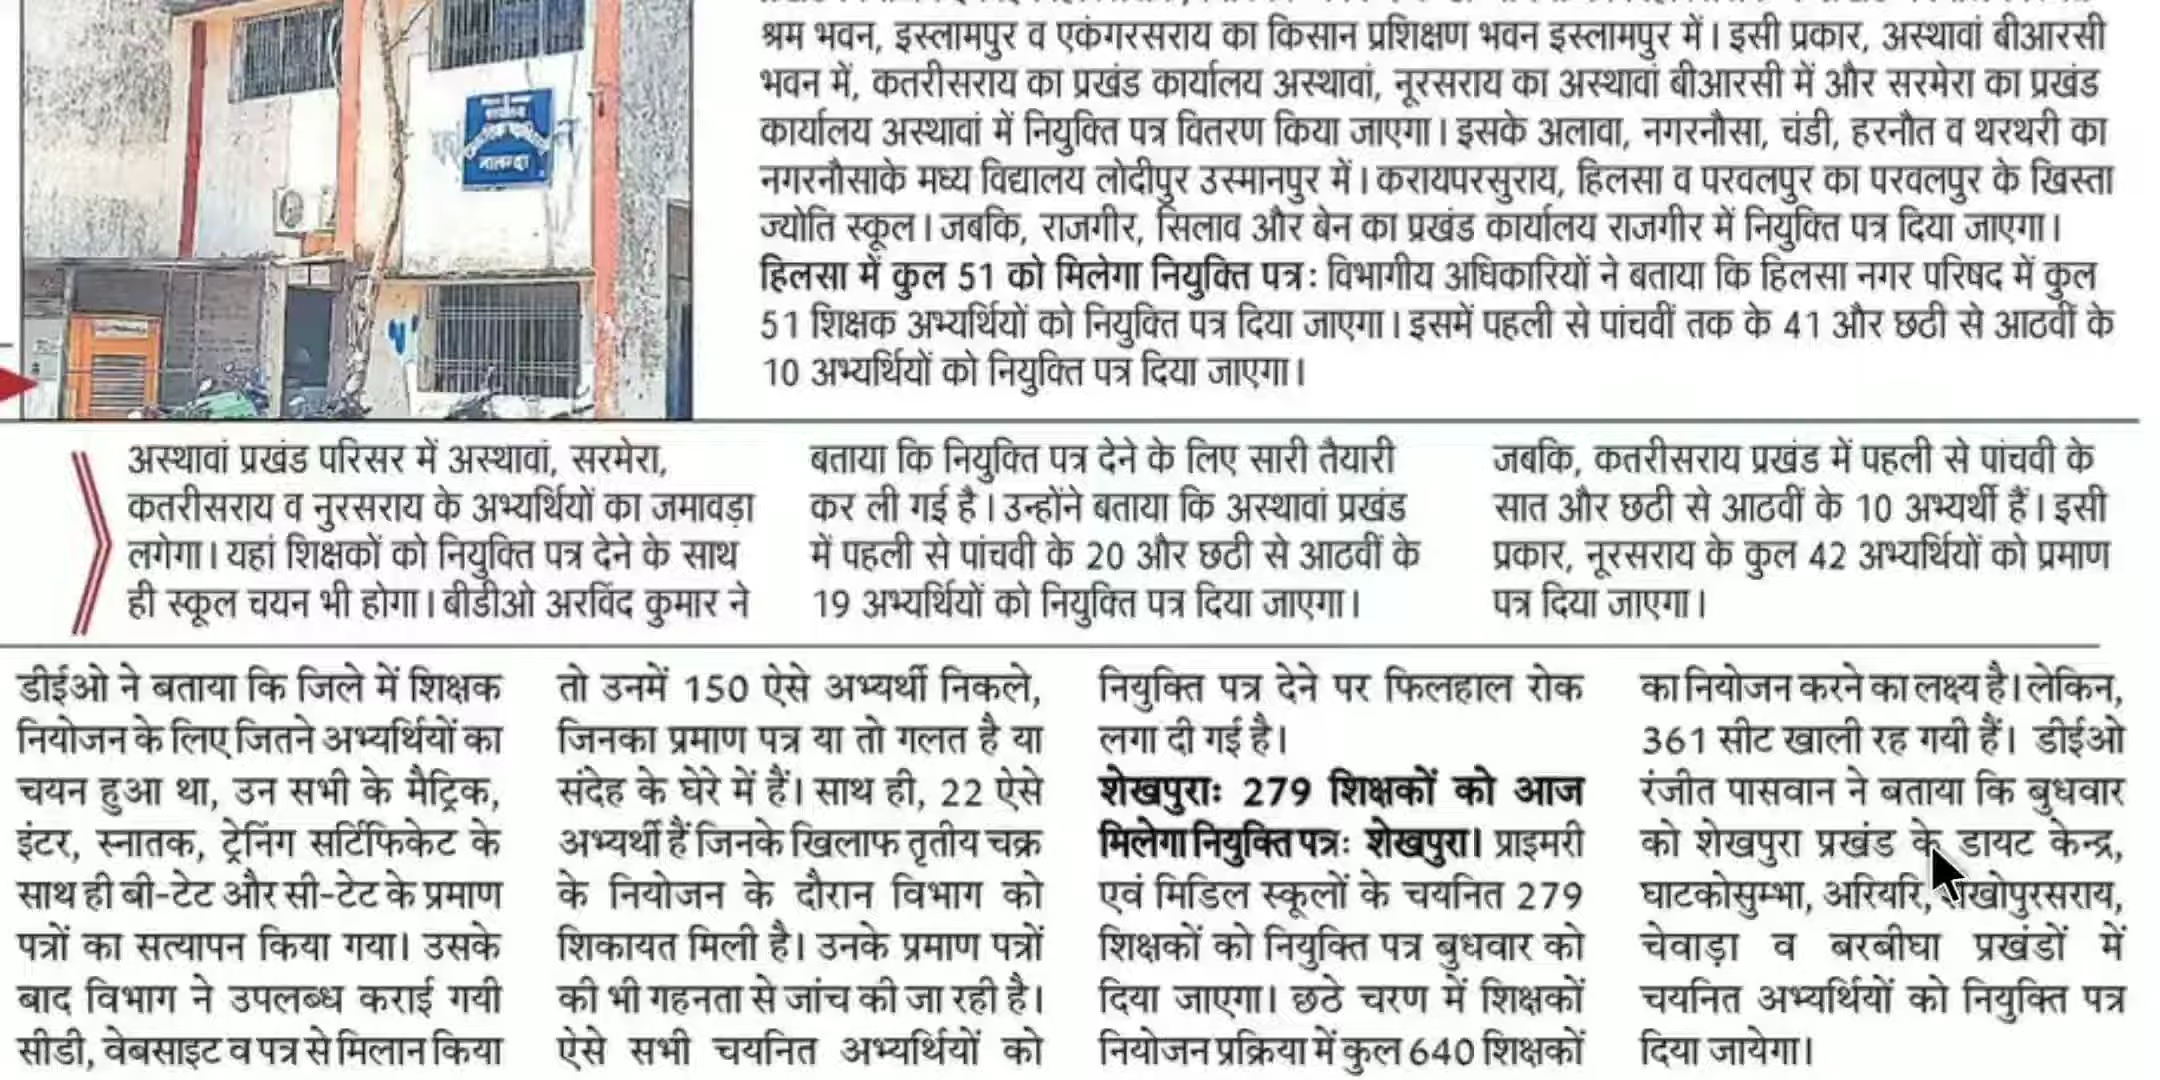 नालन्दा
श्रम भवन, इस्लामपुर व एकंगरसराय का किसान प्रशिक्षण भवन इस्लामपुर में। इसी प्रकार, अस्थावां बीआरसी
भवन में, कतरीसराय का प्रखंड कार्यालय अस्थावां, नूरसराय का अस्थावां बीआरसी में और सरमेरा का प्रखंड
कार्यालय अस्थावां में नियुक्ति पत्र वितरण किया जाएगा। इसके अलावा, नगरनौसा, चंडी, हरनौत व थरथरी का
नगरनौसाके मध्य विद्यालय लोदीपुर उस्मानपुर में। करायपरसुराय, हिलसा व परवलपुर का परवलपुर के खिस्ता
ज्योति स्कूल। जबकि, राजगीर, सिलाव और बेन का प्रखंड कार्यालय राजगीर में नियुक्ति पत्र दिया जाएगा।
हिलसा में कुल 51 को मिलेगा नियुक्ति पत्र: विभागीय अधिकारियों ने बताया कि हिलसा नगर परिषद में कुल
51 शिक्षक अभ्यर्थियों को नियुक्ति पत्र दिया जाएगा। इसमें पहली से पांचवीं तक के 41 और छठी से आठवीं के
10 अभ्यर्थियों को नियुक्ति पत्र दिया जाएगा।
अस्थावां प्रखंड परिसर में अस्थावां, सरमेरा,
कतरीसराय व नुरसराय के अभ्यर्थियों का जमावड़ा
लगेगा। यहां शिक्षकों को नियुक्ति पत्र देने के साथ
ही स्कूल चयन भी होगा। बीडीओ अरविंद कुमार ने
बताया कि नियुक्ति पत्र देने के लिए सारी तैयारी
कर ली गई है। उन्होंने बताया कि अस्थावां प्रखंड
में पहली से पांचवी के 20 और छठी से आठवीं के
19 अभ्यर्थियों को नियुक्ति पत्र दिया जाएगा।
जबकि, कतरीसराय प्रखंड में पहली से पांचवी के
सात और छठी से आठवीं के 10 अभ्यर्थी हैं। इसी
प्रकार, नूरसराय के कुल 42 अभ्यर्थियों को प्रमाण
पत्र दिया जाएगा।
डीईओ ने बताया कि जिले में शिक्षक
नियोजन के लिए जितने अभ्यर्थियों का
चयन हुआ था, उन सभी के मैट्रिक,
इंटर, स्नातक, ट्रेनिंग सर्टिफिकेट के
साथ ही बी-टेट और सी-टेट के प्रमाण
पत्रों का सत्यापन किया गया। उसके
बाद विभाग ने उपलब्ध कराई गयी
सीडी, वेबसाइट व पत्र से मिलान किया
तो उनमें 150 ऐसे अभ्यर्थी निकले,
जिनका प्रमाण पत्र या तो गलत है या
संदेह के घेरे में हैं। साथ ही, 22 ऐसे
अभ्यर्थी हैं जिनके खिलाफ तृतीय चक्र
के नियोजन के दौरान विभाग को
शिकायत मिली है। उनके प्रमाण पत्रों
की भी गहनता से जांच की जा रही है।
ऐसे सभी चयनित अभ्यर्थियों को
नियुक्ति पत्र देने पर फिलहाल रोक
लगा दी गई है।
शेखपुराः 279 शिक्षकों को आज
मिलेगा नियुक्ति पत्रः शेखपुरा। प्राइमरी
एवं मिडिल स्कूलों के चयनित 279
शिक्षकों को नियुक्ति पत्र बुधवार को
दिया जाएगा। छठे चरण में शिक्षकों
नियोजन प्रक्रिया में कुल 640 शिक्षकों
का नियोजन करने का लक्ष्य है। लेकिन,
361 सीट खाली रह गयी हैं। डीईओ
रंजीत पासवान ने बताया कि बुधवार
को शेखपुरा प्रखंड के डायट केन्द्र,
घाटकोसुम्भा, अरियरि,
चेवाड़ा व बरबीघा प्रखंडों में
चयनित अभ्यर्थियों को नियुक्ति पत्र
दिया जायेगा।